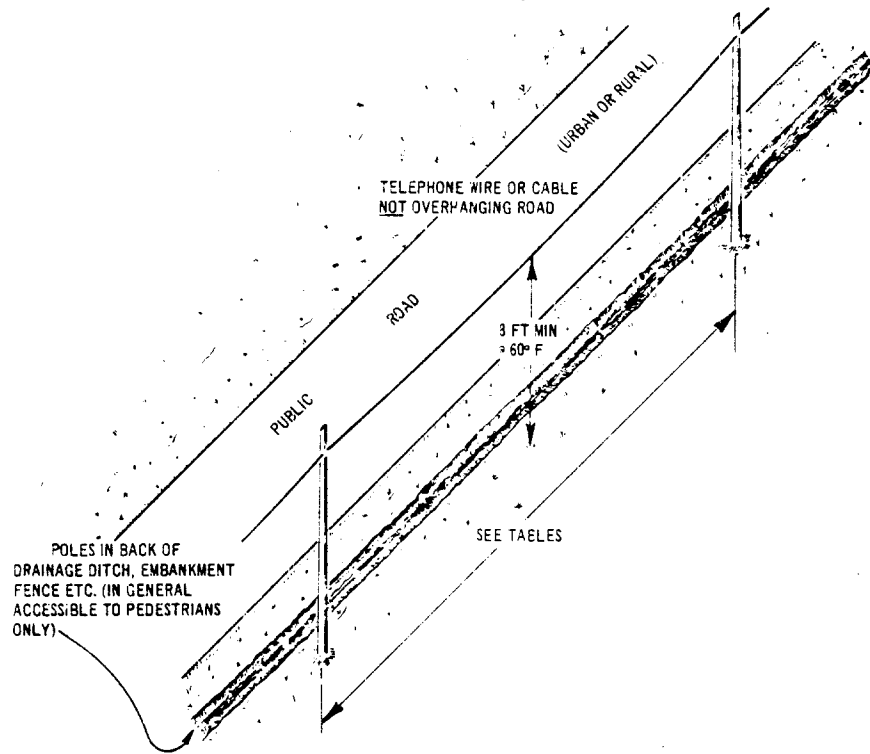 (URBAN OR RURAL)
TELEPHONE WIRE OR CABLE
NOT OVERHANGING ROAD
ROAD
8 FT MIN
60° F
PUBLIC
SEE TABLES
POLES IN BACK OF
DRAINAGE DITCH, EMBANKMENT
FENCE ETC. (IN GENERAL
ACCESSIBLE TO PEDESTRIANS
ONLY)